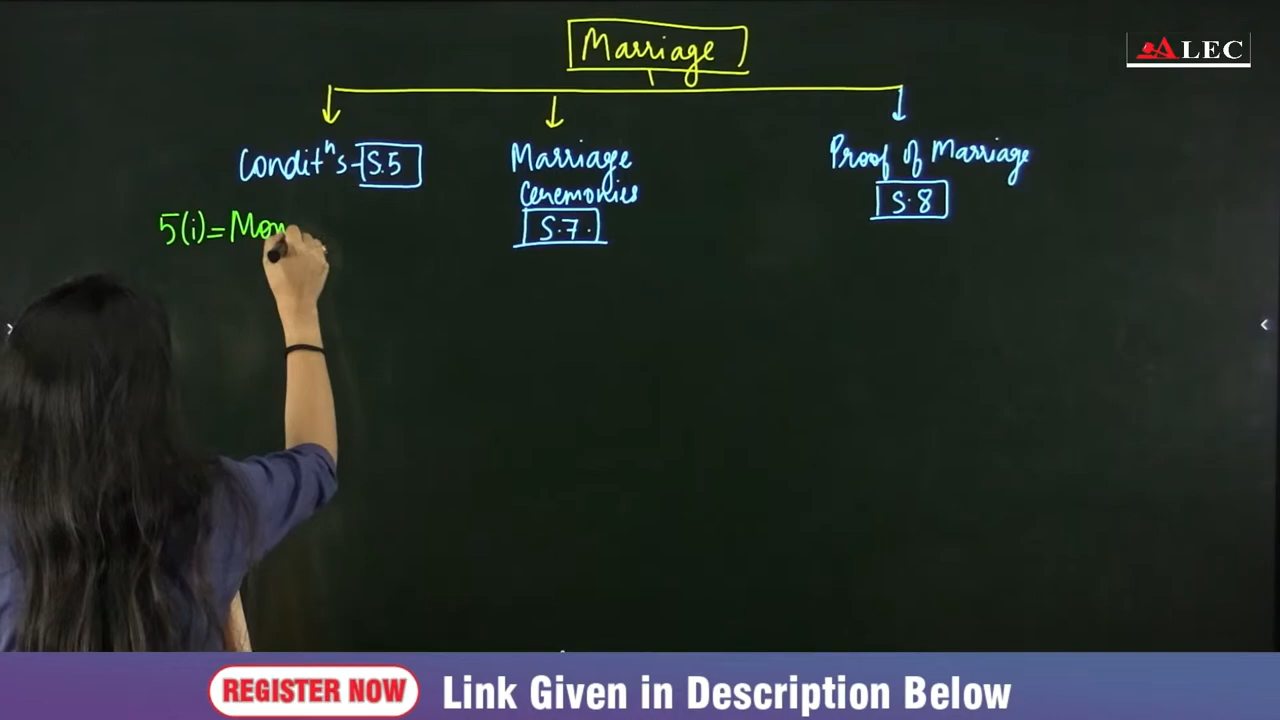 Marriage
ALEC
Condit^n s - S.5
Marriage
Ceremonies
S.7.
Proof of Marriage
S.8
5(i) = Mon
REGISTER NOW
Link Given in Description Below